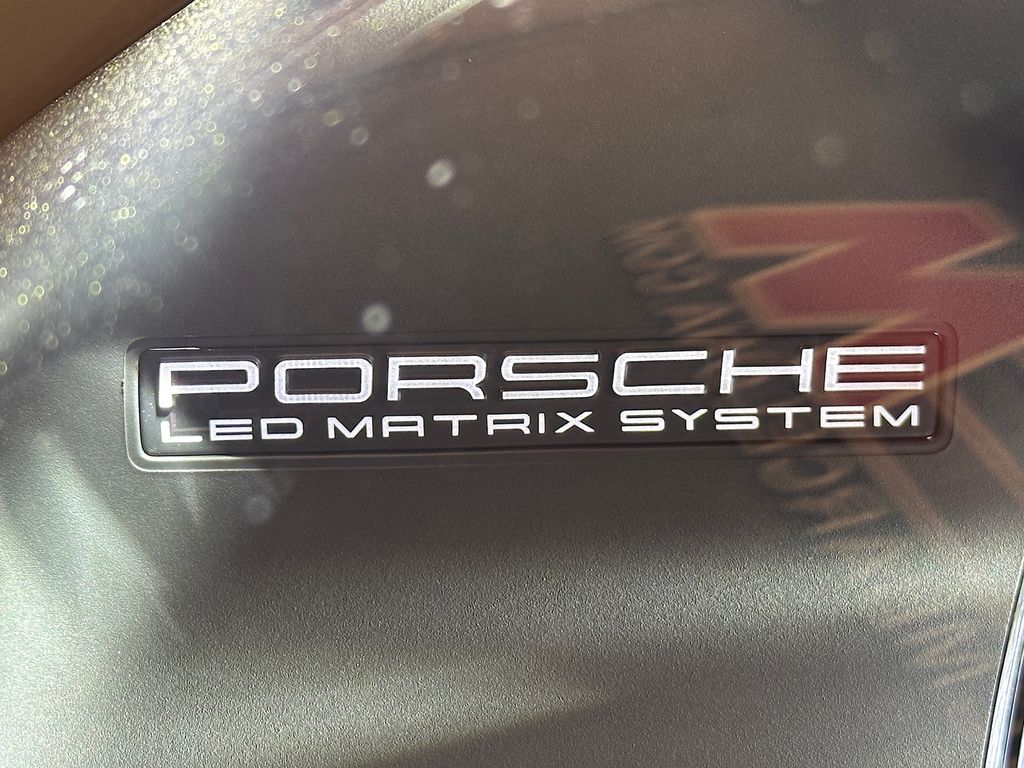 PORSCHE
LED MATRIX SYSTEM